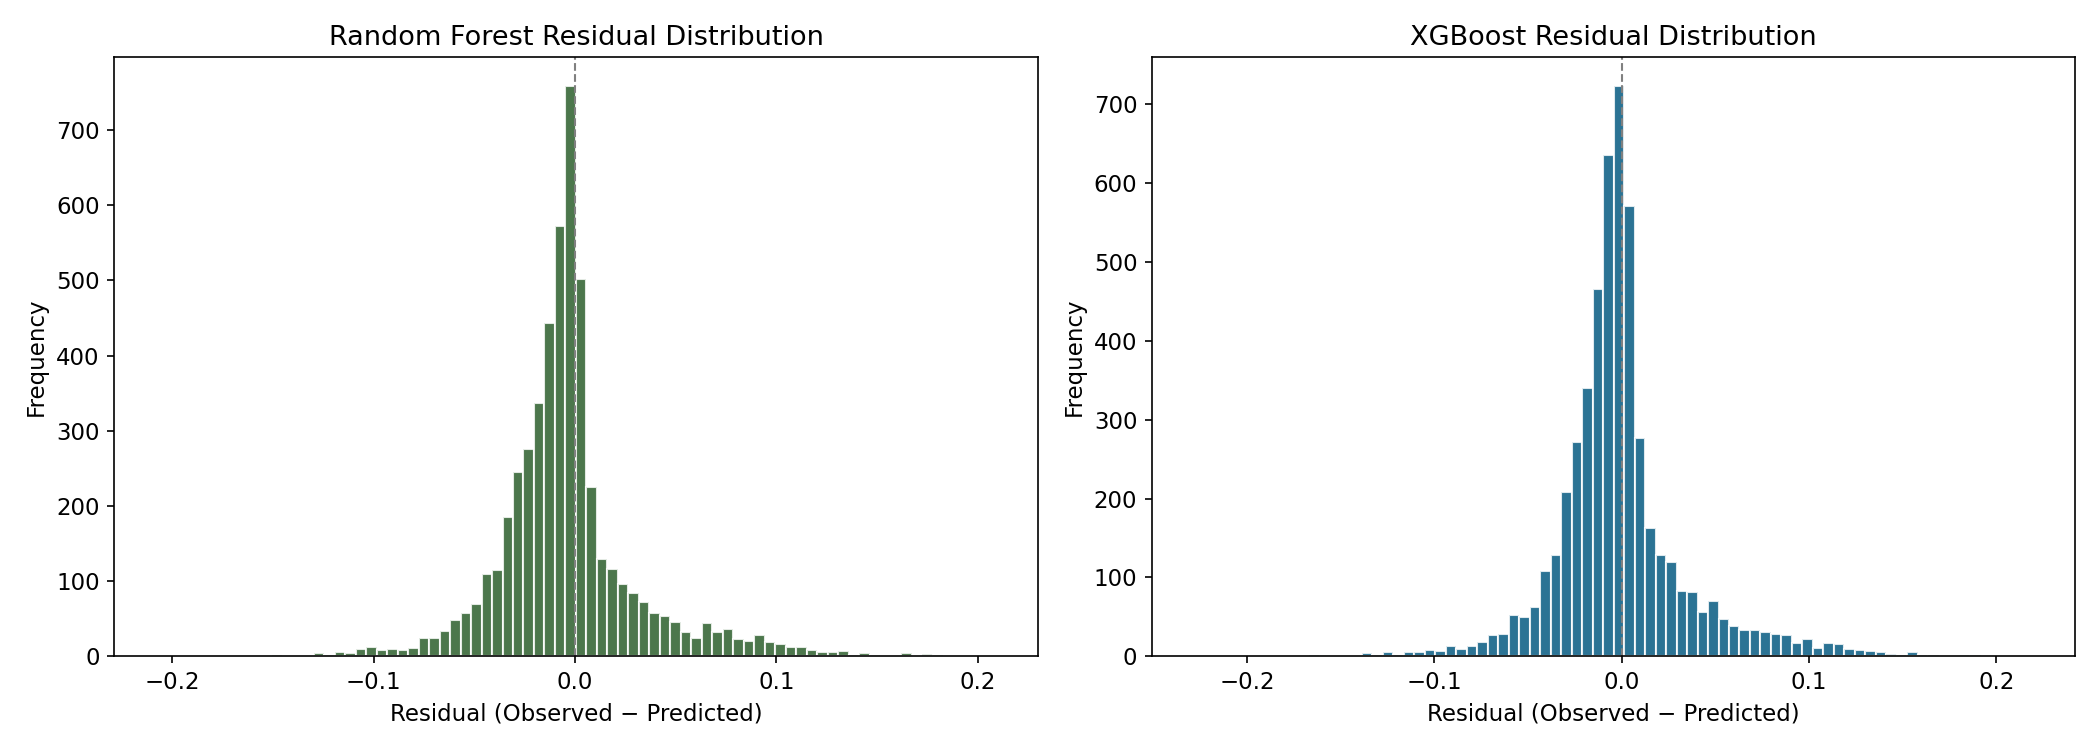 Random Forest Residual Distribution
Frequency
700
600
500
400
300
200
100
0
−0.2 −0.1 0.0 0.1 0.2
Residual (Observed − Predicted)
XGBoost Residual Distribution
Frequency
700
600
500
400
300
200
100
0
−0.2 −0.1 0.0 0.1 0.2
Residual (Observed − Predicted)